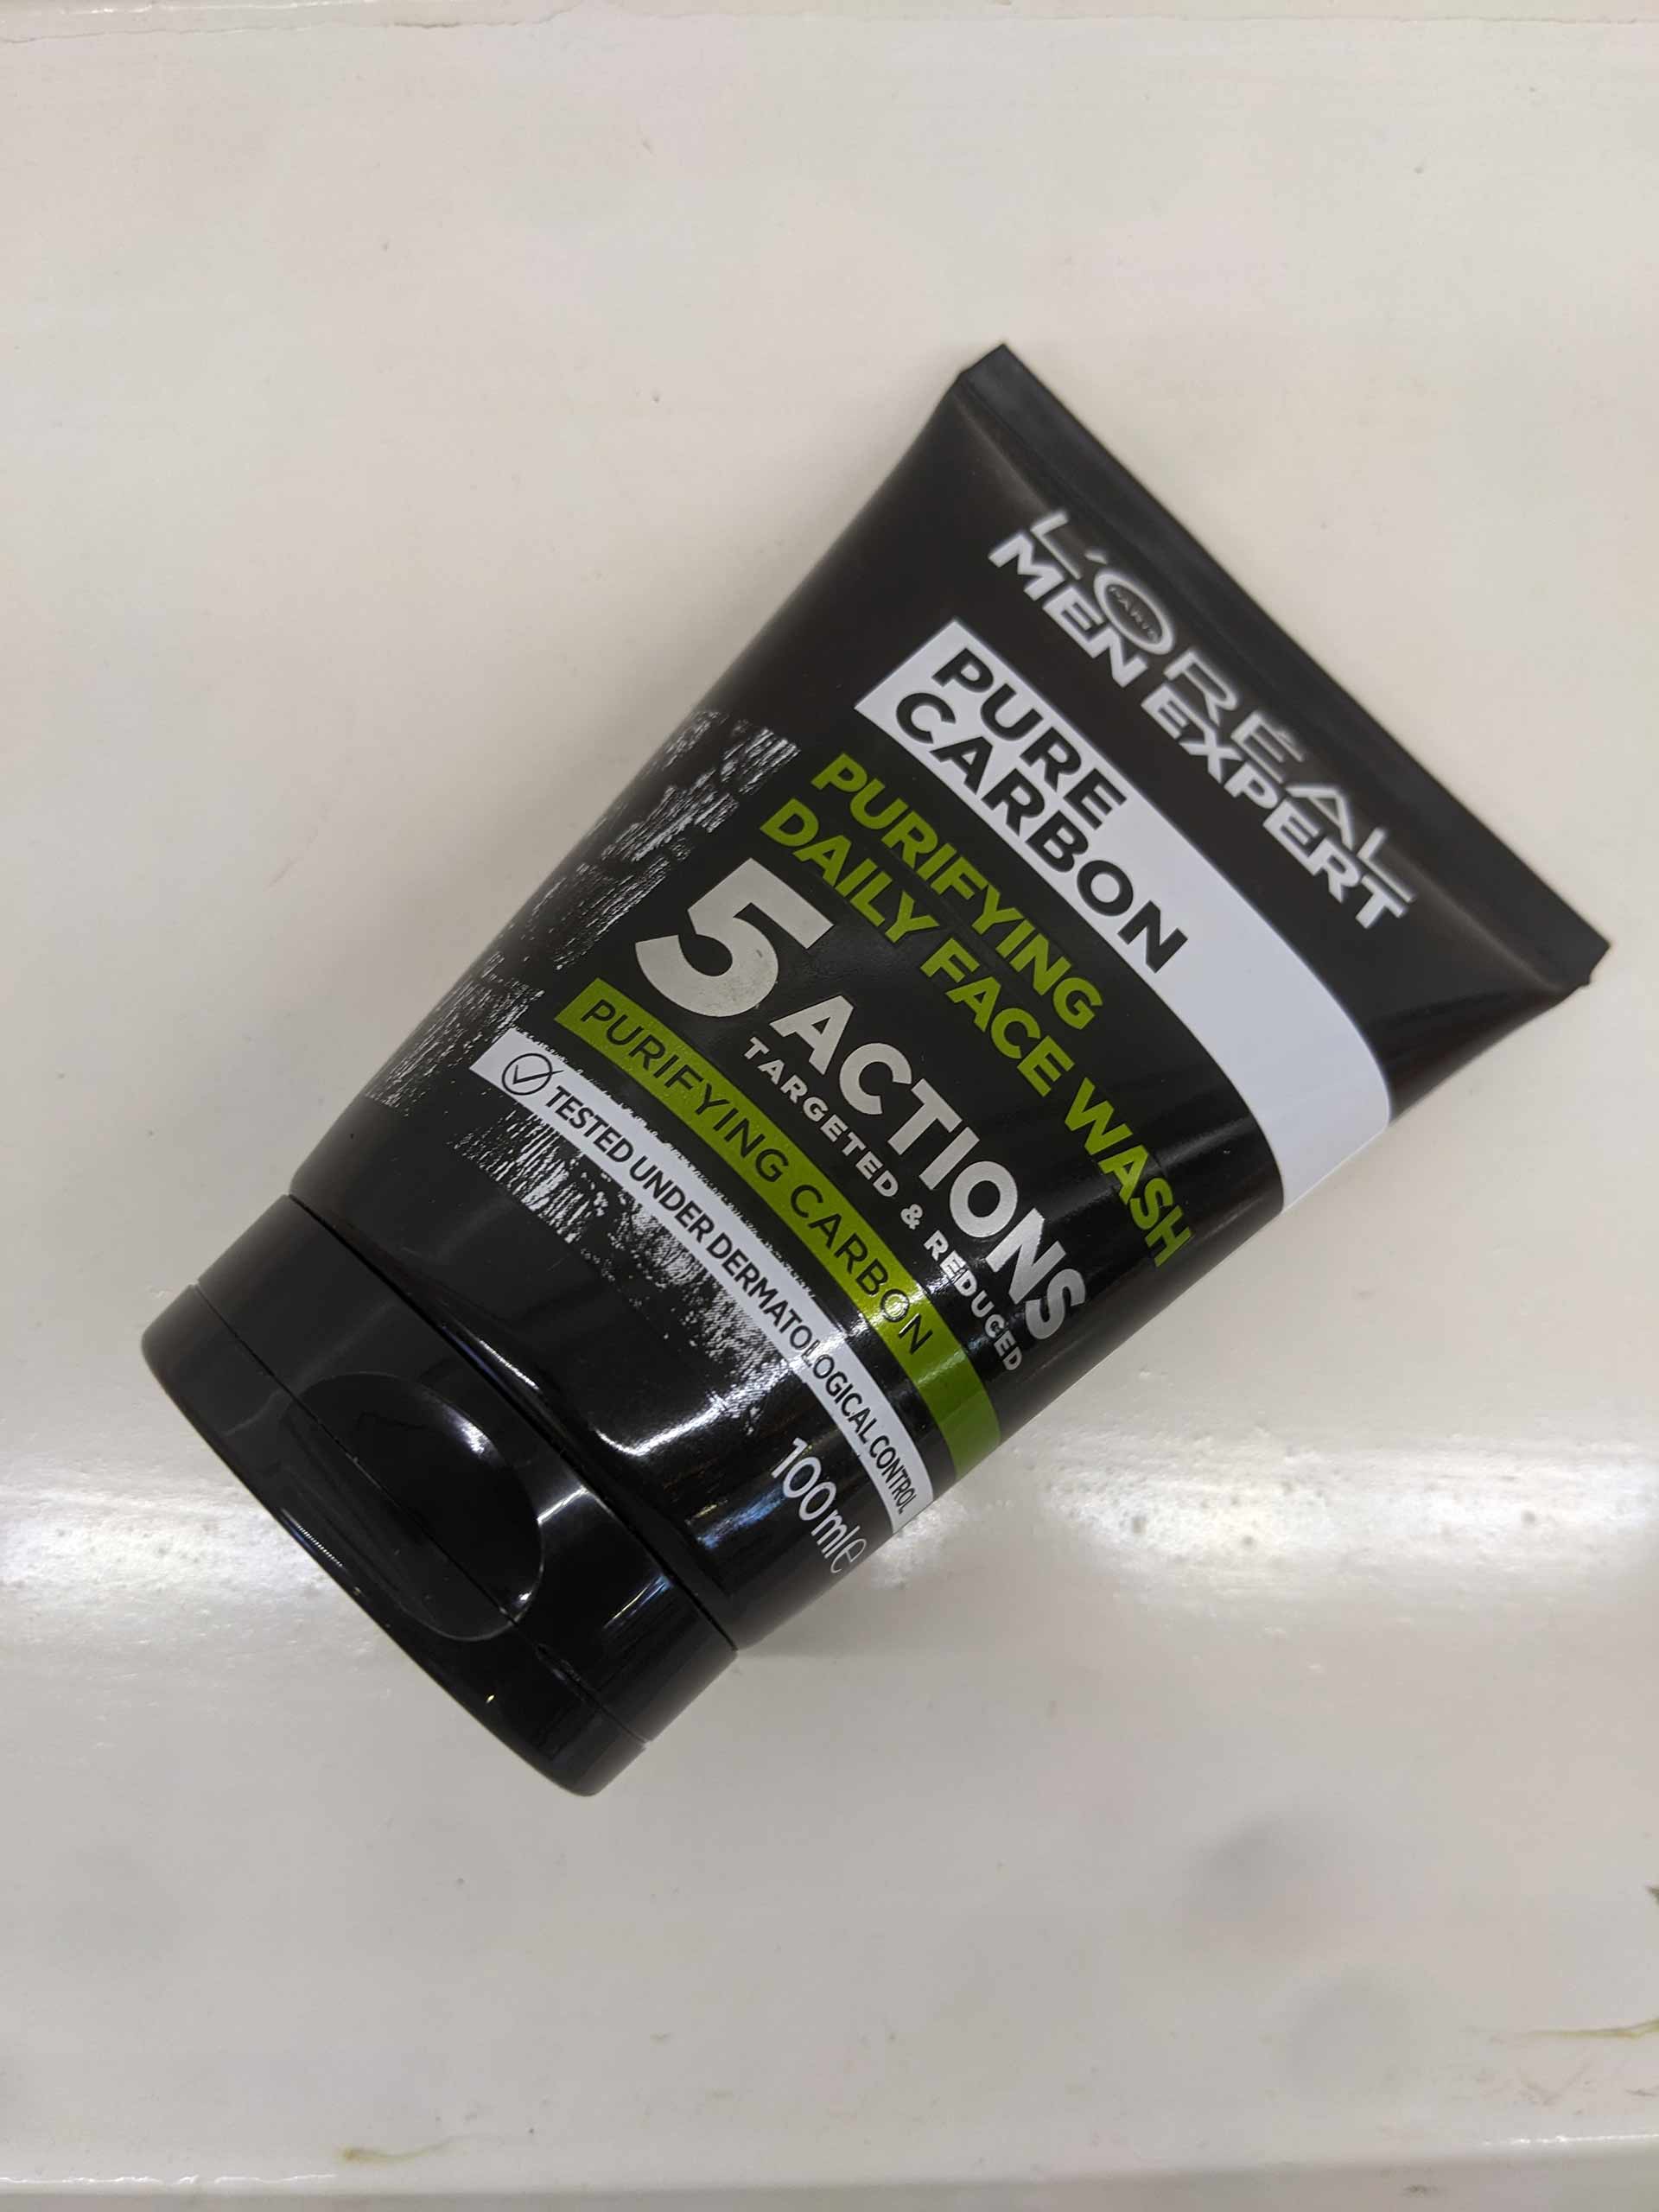 L'ORÉAL
PARIS
MEN EXPERT
PURE
CARBON
PURIFYING
DAILY FACE WASH
5 ACTIONS
TARGETED & REDUCED
PURIFYING CARBON
TESTED UNDER DERMATOLOGICAL CONTROL
100ml℮